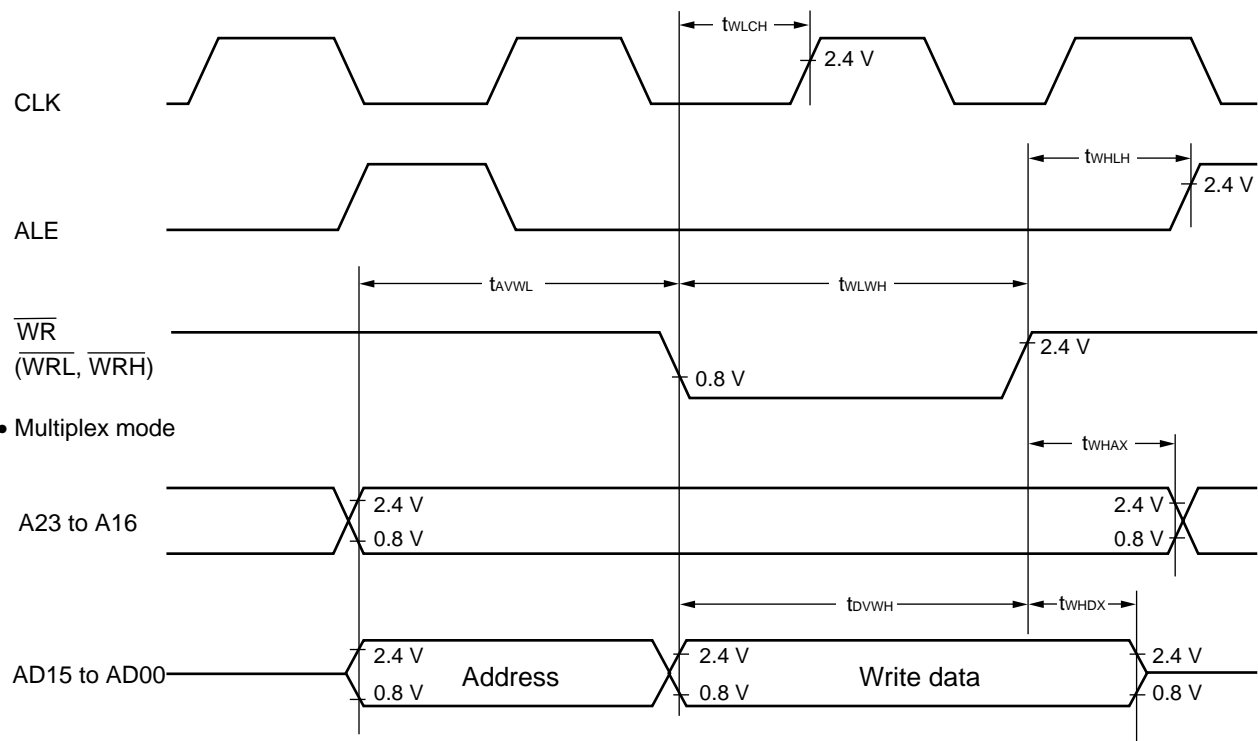 tWLCH
2.4 V
CLK
tWHLH
2.4 V
ALE
tAVWL
tWLWH
WR
(WRL, WRH)
2.4 V
0.8 V
• Multiplex mode
tWHAX
A23 to A16
2.4 V
0.8 V
2.4 V
0.8 V
tDVWH
tWHDX
AD15 to AD00
2.4 V
0.8 V
Address
2.4 V
0.8 V
Write data
2.4 V
0.8 V